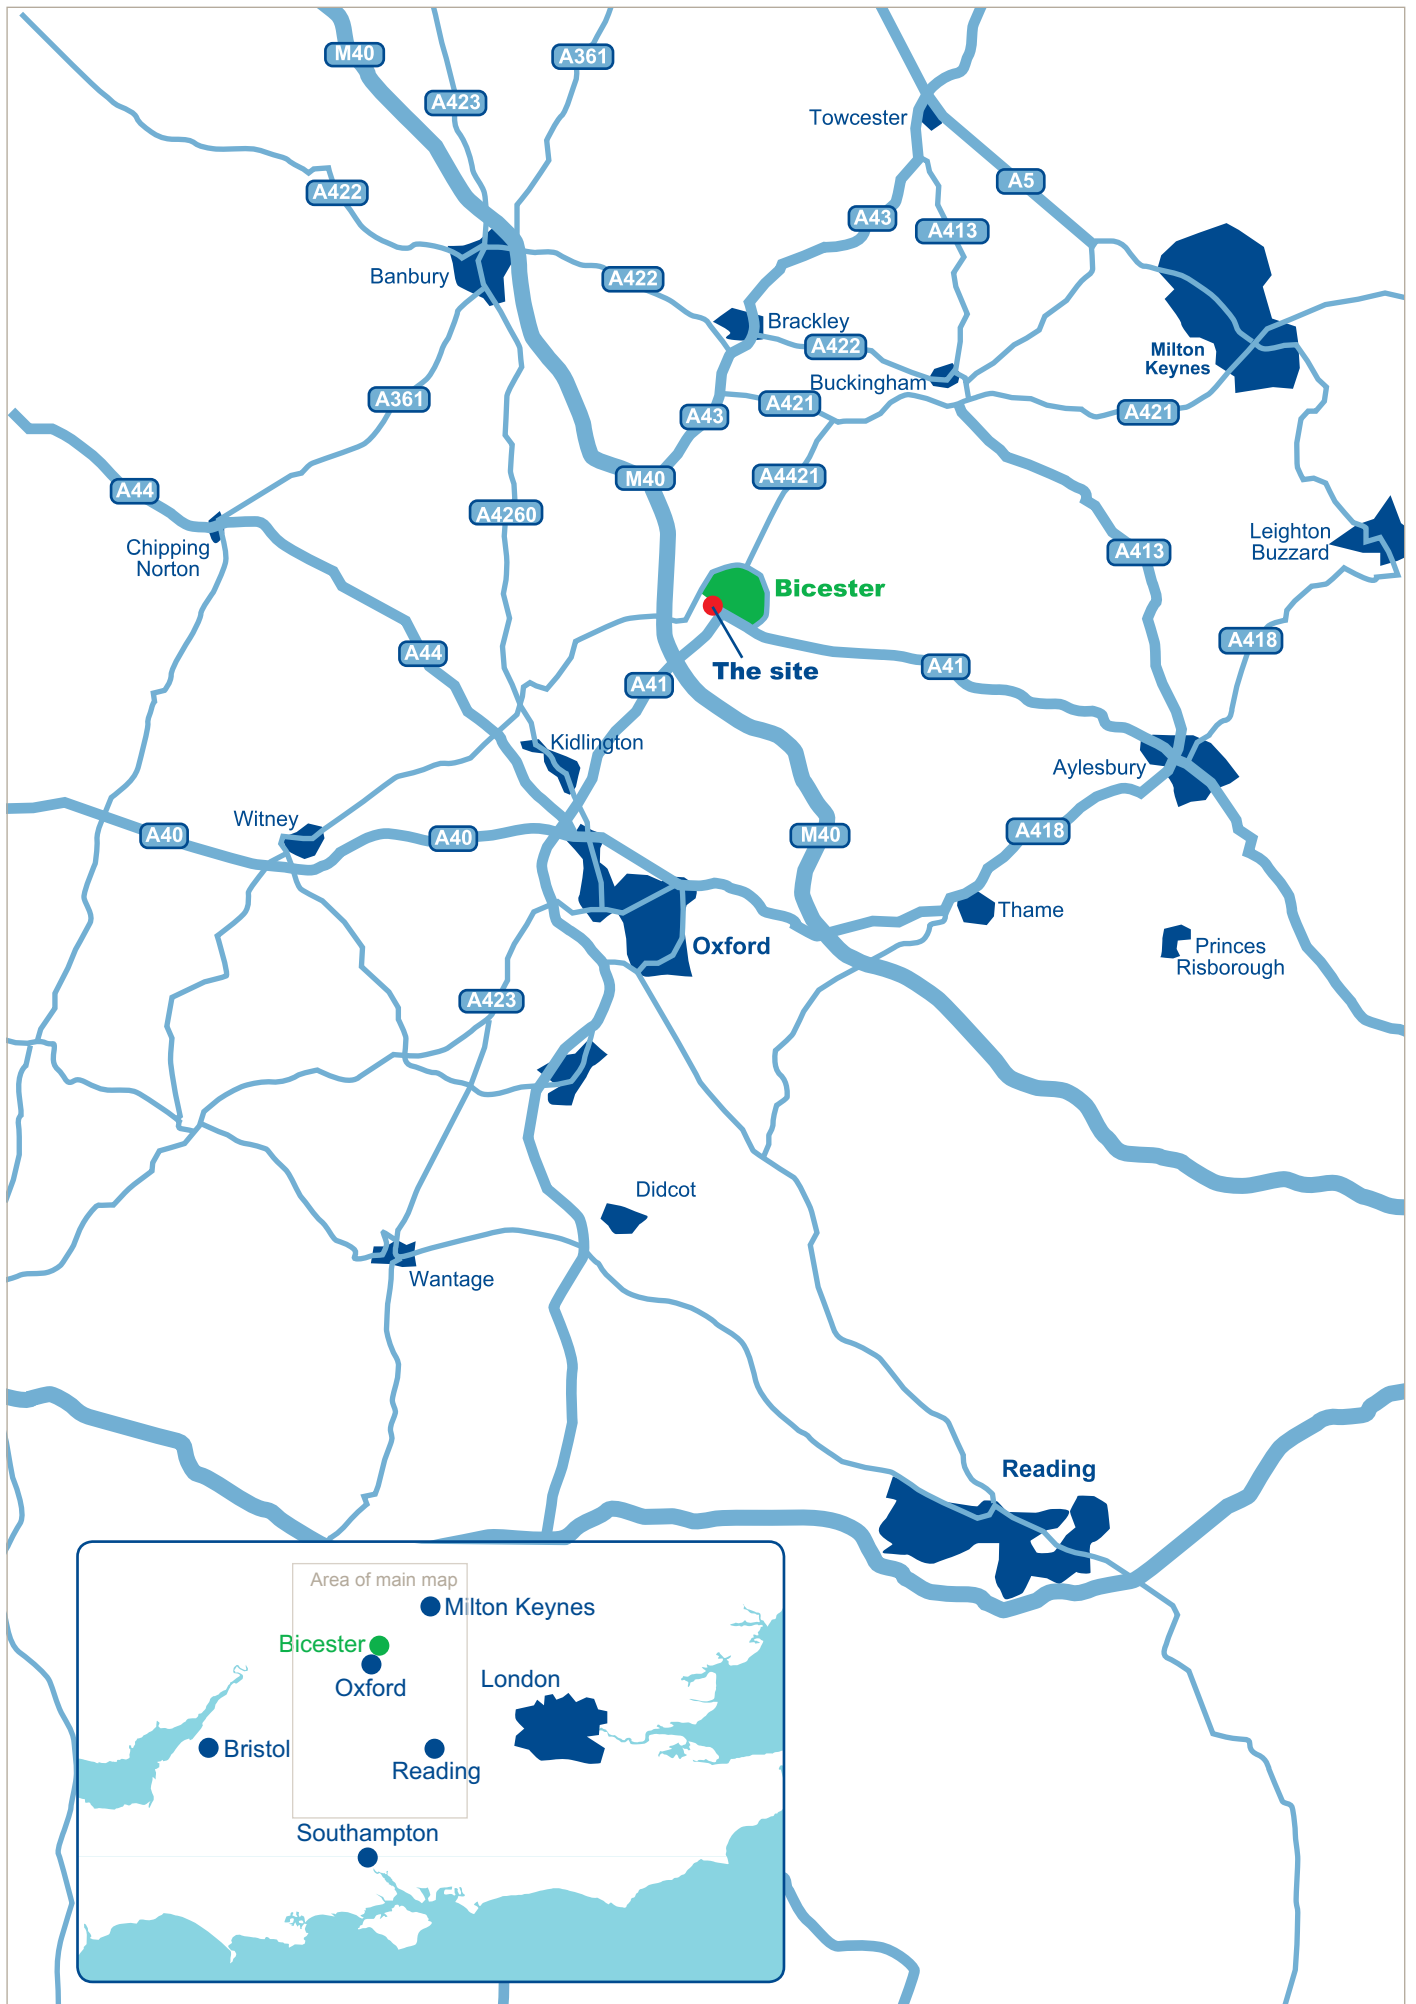 M40
A361
A423
Towcester
A5
A422
A43
A413
Banbury
A422
Brackley
A422
Milton
Keynes
Buckingham
A361
A421
A421
A43
M40
A4421
A44
A4260
Leighton
Buzzard
Chipping
Norton
A413
Bicester
A418
A44
The site
A41
A41
Kidlington
Aylesbury
Witney
A40
A40
M40
A418
Thame
Oxford
Princes
Risborough
A423
Didcot
Wantage
Reading
Area of main map
Milton Keynes
Bicester
Oxford
London
Bristol
Reading
Southampton